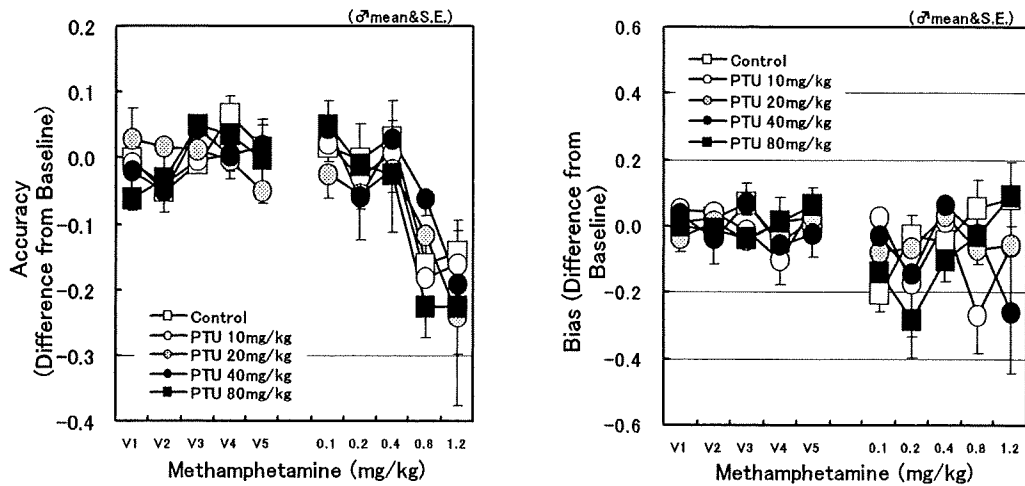 (♂mean&S.E.)
Accuracy
(Difference from Baseline)
0.2
0.1
0.0
-0.1
-0.2
-0.3
-0.4
Control
PTU 10mg/kg
PTU 20mg/kg
PTU 40mg/kg
PTU 80mg/kg
V1 V2 V3 V4 V5 0.1 0.2 0.4 0.8 1.2
Methamphetamine (mg/kg)
(♂mean&S.E.)
Bias (Difference from
Baseline)
0.6
0.4
0.2
0.0
-0.2
-0.4
-0.6
Control
PTU 10mg/kg
PTU 20mg/kg
PTU 40mg/kg
PTU 80mg/kg
V1 V2 V3 V4 V5 0.1 0.2 0.4 0.8 1.2
Methamphetamine (mg/kg)